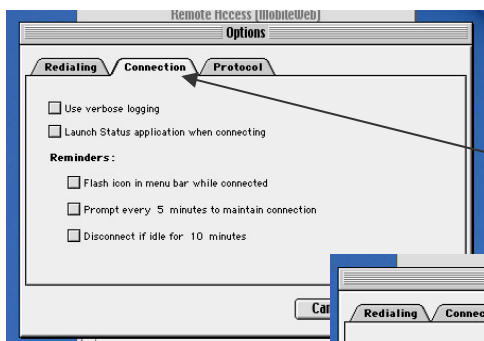 Remote Access [MobileWeb]
Options
Redialing Connection Protocol
Use verbose logging
Launch Status application when connecting
Reminders:
Flash icon in menu bar while connected
Prompt every 5 minutes to maintain connection
Disconnect if idle for 10 minutes
Redialing